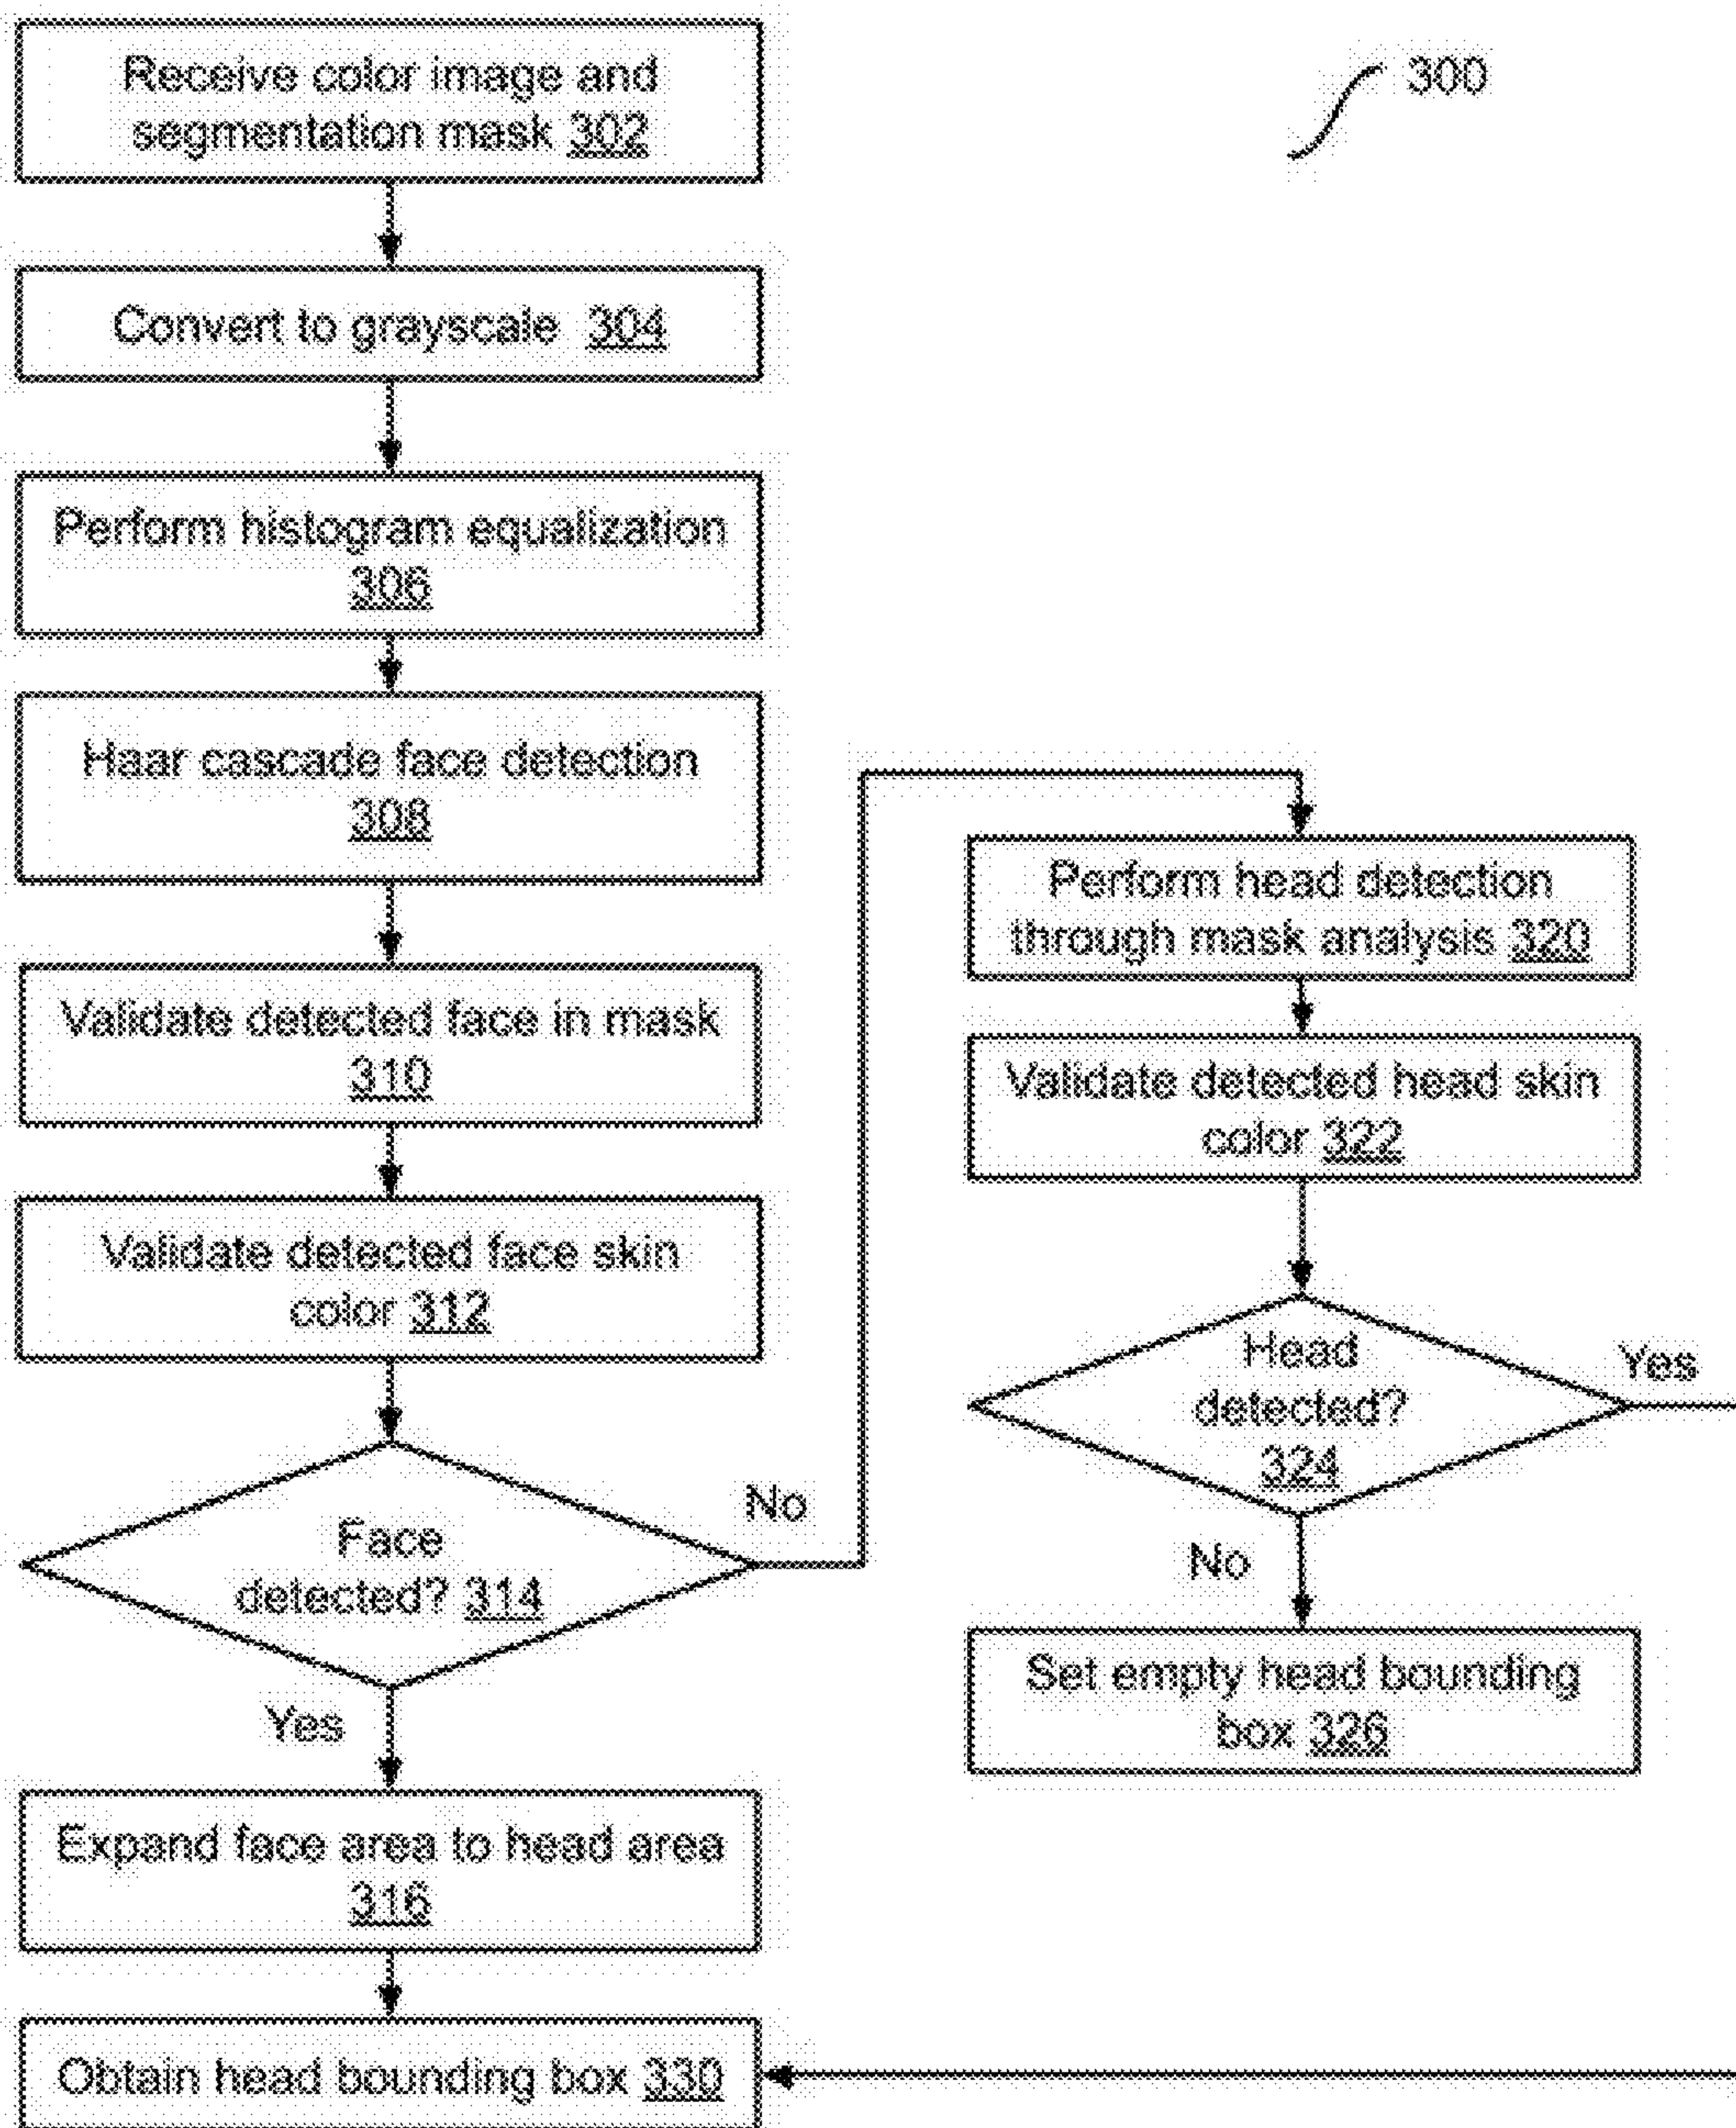 Receive color image and
segmentation mask 302
300
Convert to grayscale 304
Perform histogram equalization
306
Haar cascade face detection
308
Validate detected face in mask
310
Validate detected face skin
color 312
Face
detected? 314
No
Yes
Expand face area to head area
316
Obtain head bounding box 330
Perform head detection
through mask analysis 320
Validate detected head skin
color 322
Head
detected?
324
Yes
No
Set empty head bounding
box 326